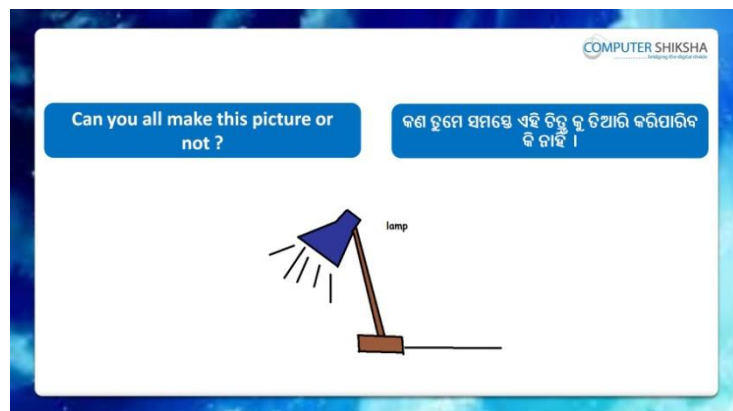 COMPUTER SHIKSHA
bridging the digital divide
Can you all make this picture or
not ?
କଣ ତୁମେ ସମସ୍ତେ ଏହି ଚିତ୍ର କୁ ତିଆରି କରିପାରିବ
କି ନାହିଁ ।
lamp